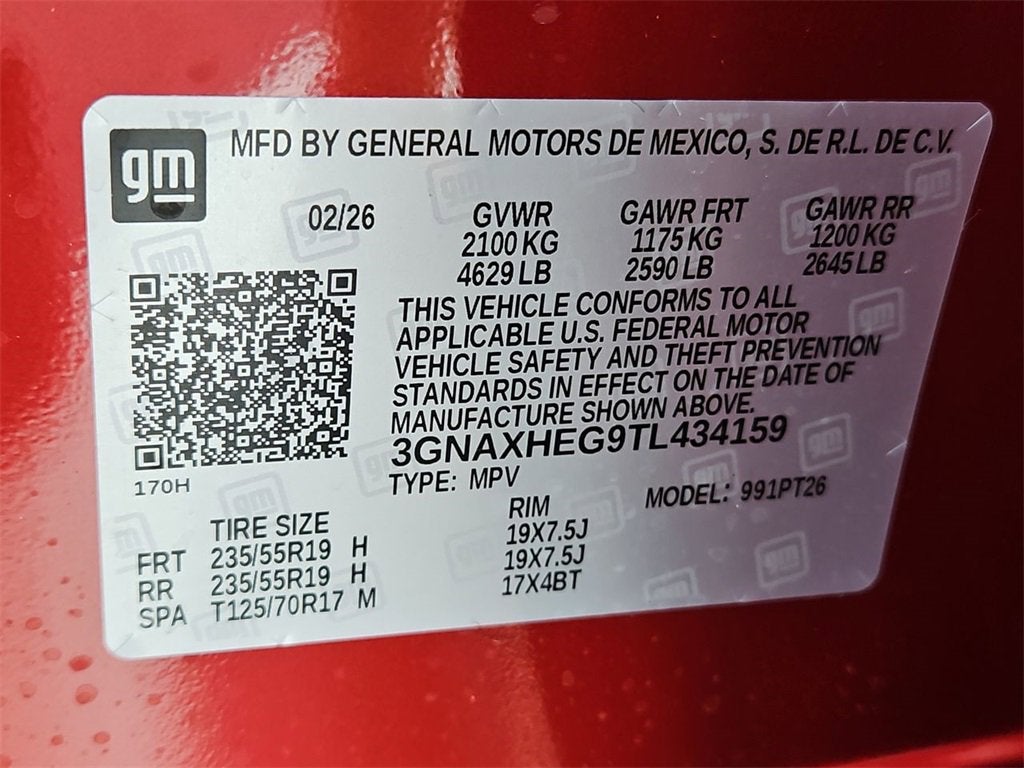 gm
MFD BY GENERAL MOTORS DE MEXICO, S. DE R.L. DE C.V.
02/26 GVWR GAWR FRT GAWR RR
2100 KG 1175 KG 1200 KG
4629 LB 2590 LB 2645 LB
THIS VEHICLE CONFORMS TO ALL
APPLICABLE U.S. FEDERAL MOTOR
VEHICLE SAFETY AND THEFT PREVENTION
STANDARDS IN EFFECT ON THE DATE OF
MANUFACTURE SHOWN ABOVE.
3GNAXHEG9TL434159
170H
TYPE: MPV MODEL: 991PT26
TIRE SIZE RIM
FRT 235/55R19 H 19X7.5J
RR 235/55R19 H 19X7.5J
SPA T125/70R17 M 17X4BT